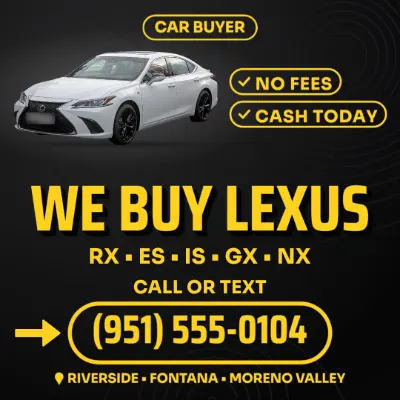 CAR BUYER
NO FEES
CASH TODAY
WE BUY LEXUS
RX ▪ ES ▪ IS ▪ GX ▪ NX
CALL OR TEXT
(951) 555-0104
RIVERSIDE ▪ FONTANA ▪ MORENO VALLEY